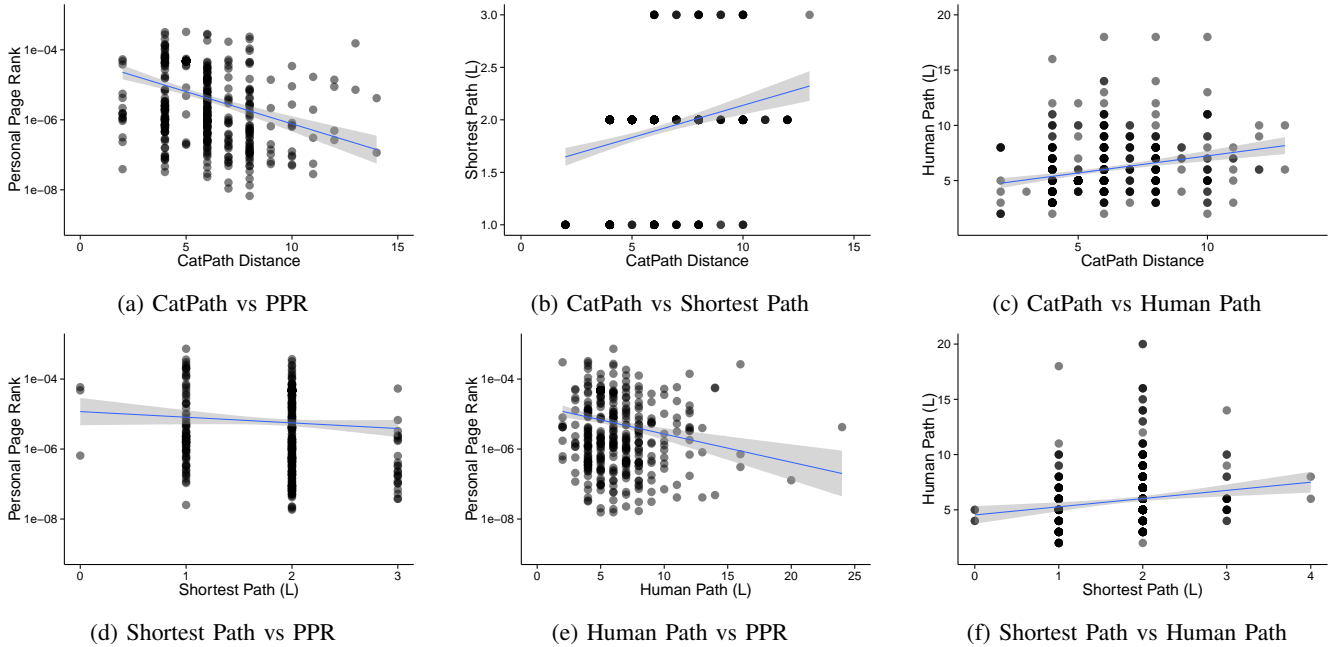 Personal Page Rank
1e−04
1e−06
1e−08
0 5 10 15
CatPath Distance
(a) CatPath vs PPR
Shortest Path (L)
3.0
2.5
2.0
1.5
1.0
0 5 10 15
CatPath Distance
(b) CatPath vs Shortest Path
Human Path (L)
20
15
10
5
5 10
CatPath Distance
(c) CatPath vs Human Path
Personal Page Rank
1e−04
1e−06
1e−08
0 1 2 3
Shortest Path (L)
(d) Shortest Path vs PPR
Personal Page Rank
1e−04
1e−06
1e−08
0 5 10 15 20 25
Human Path (L)
(e) Human Path vs PPR
Human Path (L)
20
15
10
5
0 1 2 3 4
Shortest Path (L)
(f) Shortest Path vs Human Path